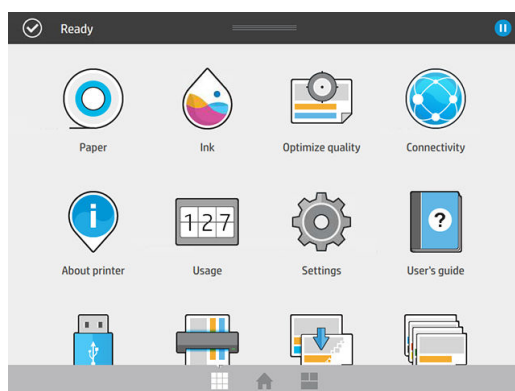 Ready
Paper
Ink
Optimize quality
Connectivity
i
127
?
About printer
Usage
Settings
User's guide